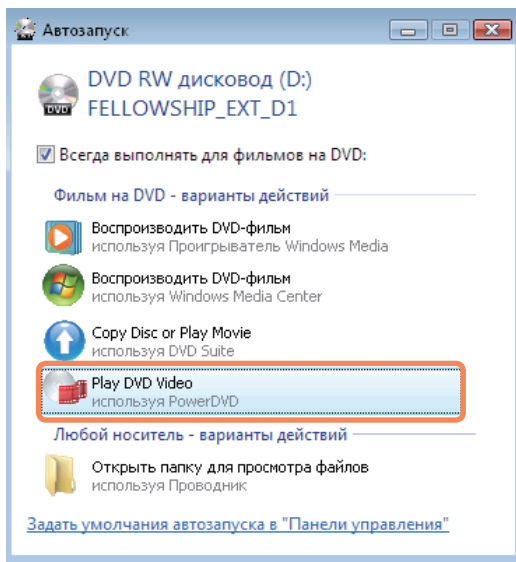 Автозапуск
DVD RW дисковод (D:)
FELLOWSHIP_EXT_D1
Всегда выполнять для фильмов на DVD:
Фильм на DVD - варианты действий
Воспроизводить DVD-фильм
используя Проигрыватель Windows Media
Воспроизводить DVD-фильм
используя Windows Media Center
Copy Disc or Play Movie
используя DVD Suite
Play DVD Video
используя PowerDVD
Любой носитель - варианты действий
Открыть папку для просмотра файлов
используя Проводник
Задать умолчания автозапуска в "Панели управления"
DVD